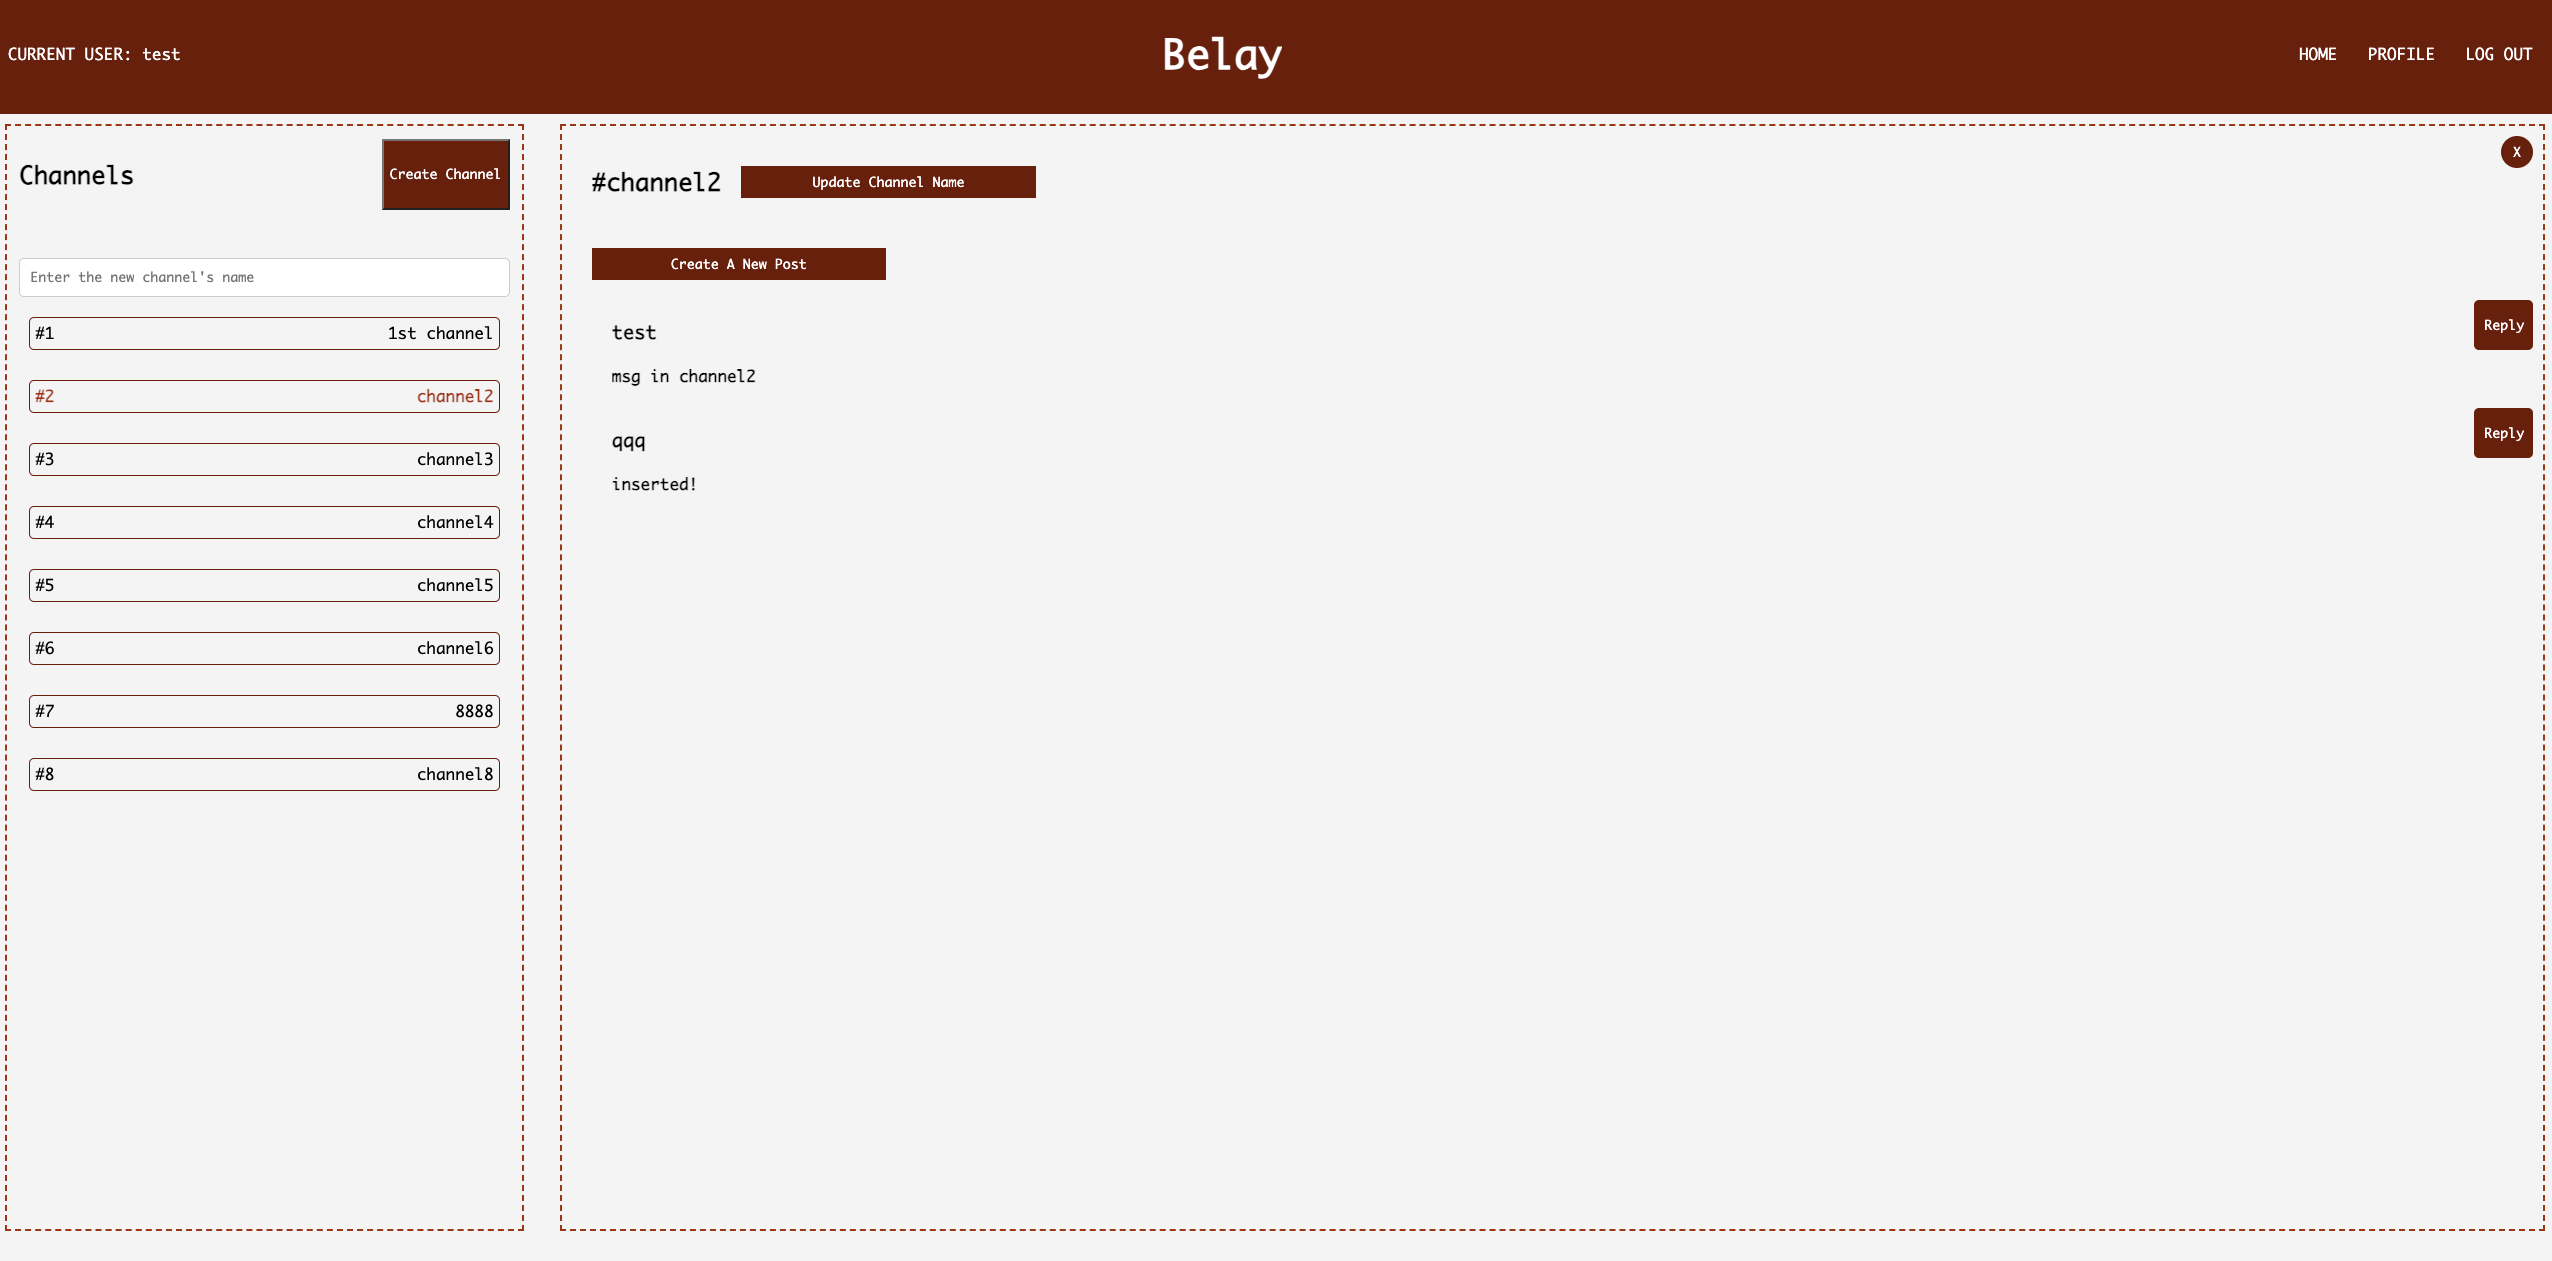 CURRENT USER: test
Belay
HOME PROFILE LOG OUT
Channels
Create Channel
Enter the new channel's name
#1 1st channel
#2 channel2
#3 channel3
#4 channel4
#5 channel5
#6 channel6
#7 8888
#8 channel8
X
#channel2
Update Channel Name
Create A New Post
test
Reply
msg in channel2
qqq
Reply
inserted!